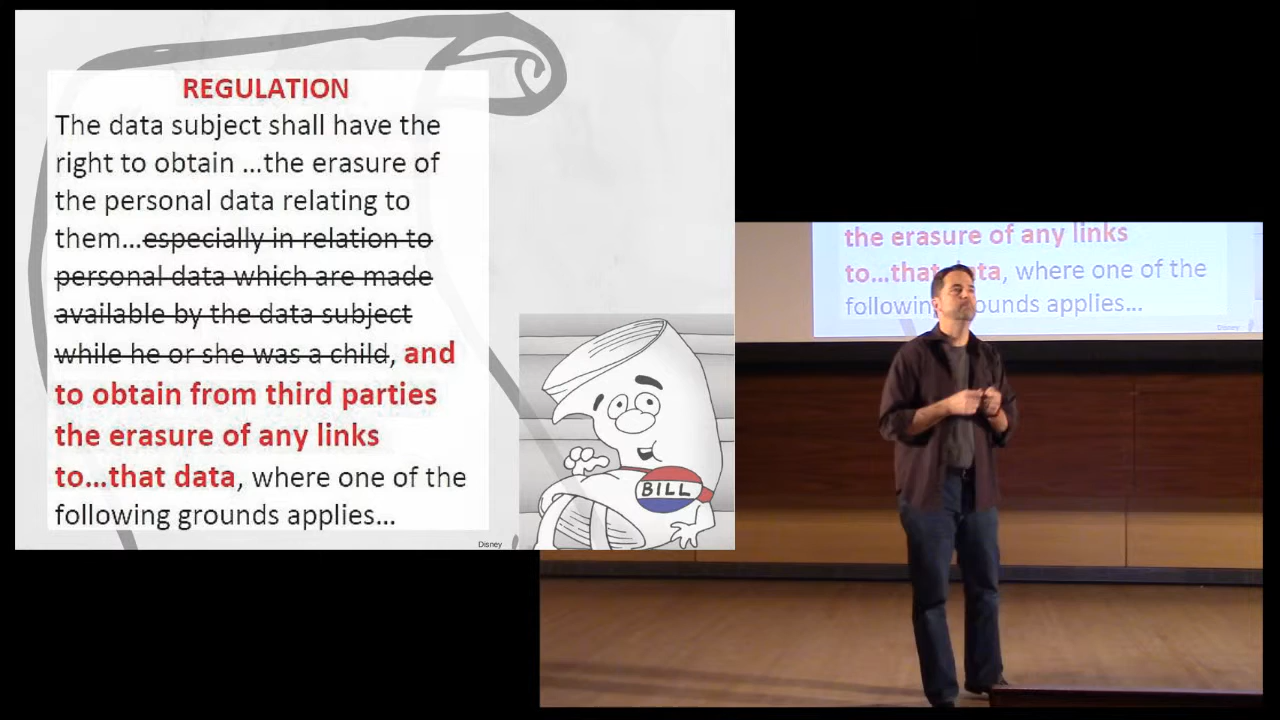 REGULATION
The data subject shall have the
right to obtain ...the erasure of
the personal data relating to
them...especially in relation to
personal data which are made
available by the data subject
while he or she was a child, and
to obtain from third parties
the erasure of any links
to...that data, where one of the
following grounds applies...
BILL
Disney
the erasure of any links
to...that data, where one of the
following grounds applies...
Disney